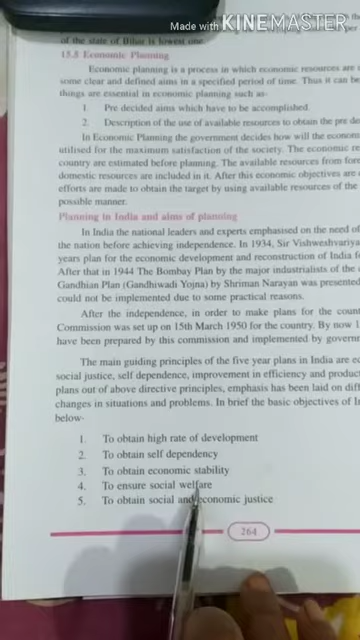 Made with KINEMASTER
of the state of Bihar is lowest one.
15.8 Economic Planning
Economic planning is a process in which economic resources are
some clear and defined aims in a specified period of time. Thus it can be
things are essential in economic planning such as-
1. Pre decided aims which have to be accomplished
2. Description of the use of available resources to obtain the pre de
In Economic Planning the government decides how will the econom
utilised for the maximum satisfaction of the society. The economic re
country are estimated before planning. The available resources from fore
domestic resources are included in it. After this economic objectives are
efforts are made to obtain the target by using available resources of the
possible manner.
Planning in India and aims of planning
In India the national leaders and experts emphasised on the need of
the nation before achieving independence. In 1934, Sir Vishweshvariya
years plan for the economic development and reconstruction of India
After that in 1944 The Bombay Plan by the major industrialists of the
Gandhian Plan (Gandhiwadi Yojna) by Shriman Narayan was presented
could not be implemented due to some practical reasons.
After the independence, in order to make plans for the count
Commission was set up on 15th March 1950 for the country. By now
have been prepared by this commission and implemented by governm
The main guiding principles of the five year plans in India are
social justice, self dependence, improvement in efficiency and product
plans out of above directive principles, emphasis has been laid on diff
changes in situations and problems. In brief the basic objectives of
below-
1. To obtain high rate of development
2. To obtain self dependency
3. To obtain economic stability
4. To ensure social welfare
5. To obtain social and economic justice
264